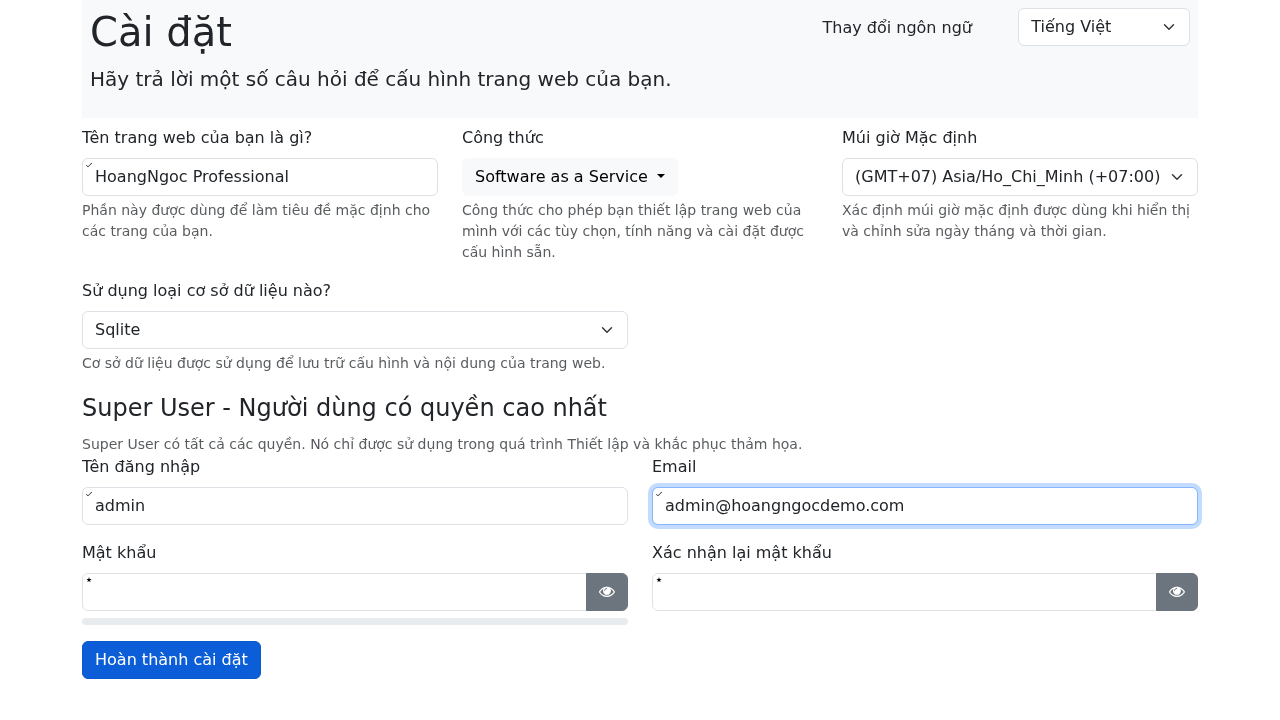 Cài đặt
Thay đổi ngôn ngữ
Tiếng Việt
Hãy trả lời một số câu hỏi để cấu hình trang web của bạn.
Tên trang web của bạn là gì?
HoangNgoc Professional
Phần này được dùng để làm tiêu đề mặc định cho
các trang của bạn.
Công thức
Software as a Service
Công thức cho phép bạn thiết lập trang web của
mình với các tùy chọn, tính năng và cài đặt được
cấu hình sẵn.
Múi giờ Mặc định
(GMT+07) Asia/Ho_Chi_Minh (+07:00)
Xác định múi giờ mặc định được dùng khi hiển thị
và chỉnh sửa ngày tháng và thời gian.
Sử dụng loại cơ sở dữ liệu nào?
Sqlite
Cơ sở dữ liệu được sử dụng để lưu trữ cấu hình và nội dung của trang web.
Super User - Người dùng có quyền cao nhất
Super User có tất cả các quyền. Nó chỉ được sử dụng trong quá trình Thiết lập và khắc phục thảm họa.
Tên đăng nhập
admin
Email
admin@hoangngocdemo.com
Mật khẩu
Xác nhận lại mật khẩu
Hoàn thành cài đặt